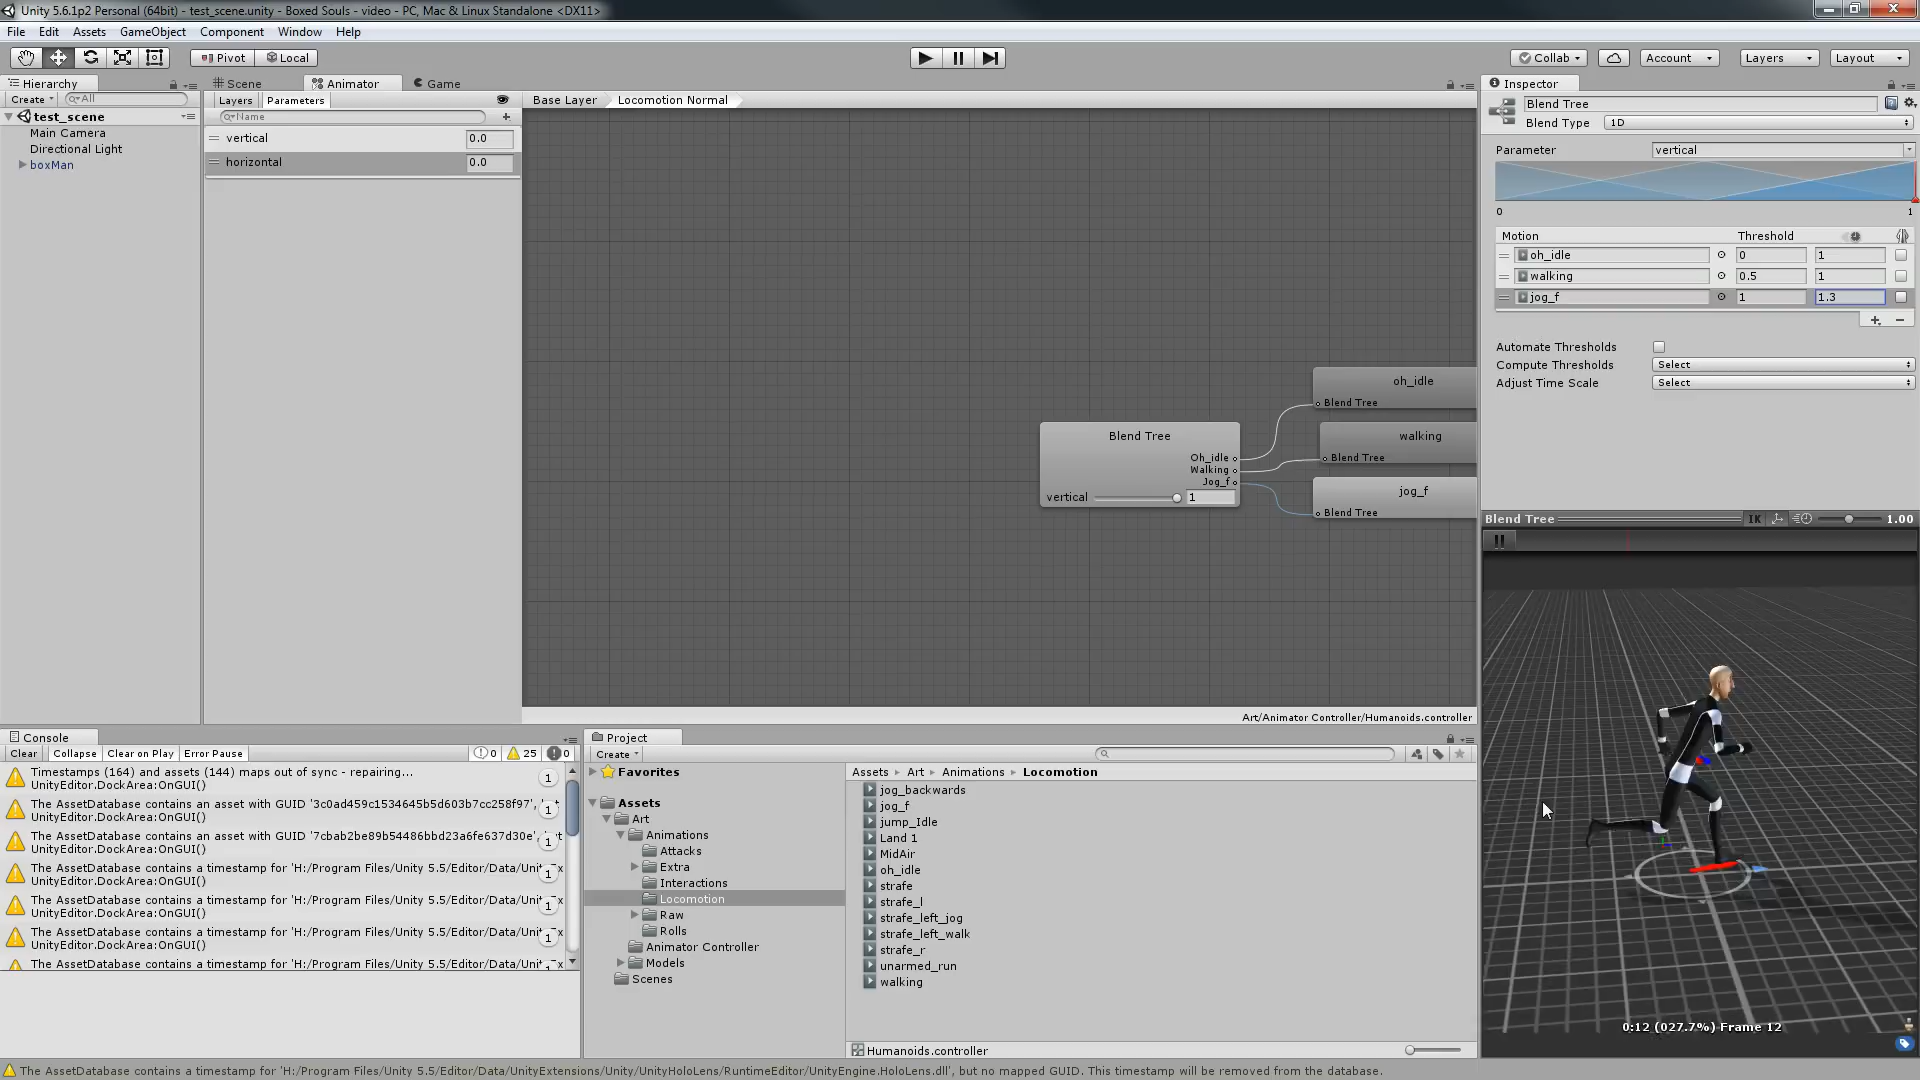 Unity 5.6.1p2 Personal (64bit) - test_scene.unity - Boxed Souls - video - PC, Mac & Linux Standalone <DX11>
File Edit Assets GameObject Component Window Help
Pivot Local Collab Account Layers Layout
Hierarchy Scene Animator Game Inspector
Create All Layers Parameters Base Layer Locomotion Normal Blend Tree
Name Blend Type 1D
test_scene
Main Camera vertical 0.0
Directional Light Parameter vertical
boxMan horizontal 0.0
0 1
Motion Threshold
oh_idle 0 1
walking 0.5 1
jog_f 1 1.3
Automate Thresholds
Compute Thresholds Select
Adjust Time Scale Select
oh_idle
Blend Tree
Blend Tree walking
Oh_idle Blend Tree
Walking
Jog_f
vertical 1 jog_f
Blend Tree
Blend Tree IK 1.00
Art/Animator Controller/Humanoids.controller
0:12 (027.7%) Frame 12
Console
Clear Collapse Clear on Play Error Pause 0 25 0
Timestamps (164) and assets (144) maps out of sync - repairing...
UnityEditor.DockArea:OnGUI() 1
The AssetDatabase contains an asset with GUID '3c0ad459c1534645b5d603b7cc258f97',
UnityEditor.DockArea:OnGUI() 1
The AssetDatabase contains an asset with GUID '7cbab2be89b54486bbd23a6fe637d30e',
UnityEditor.DockArea:OnGUI() 1
The AssetDatabase contains a timestamp for 'H:/Program Files/Unity 5.5/Editor/Data/Unit
UnityEditor.DockArea:OnGUI() 1
The AssetDatabase contains a timestamp for 'H:/Program Files/Unity 5.5/Editor/Data/Unit
UnityEditor.DockArea:OnGUI() 1
The AssetDatabase contains a timestamp for 'H:/Program Files/Unity 5.5/Editor/Data/Unit
UnityEditor.DockArea:OnGUI() 1
The AssetDatabase contains a timestamp for 'H:/Program Files/Unity 5.5/Editor/Data/Unit
Project
Create
Favorites
Assets
Art
Animations
Attacks
Extra
Interactions
Locomotion
Raw
Rolls
Animator Controller
Models
Scenes
Assets Art Animations Locomotion
jog_backwards
jog_f
jump_Idle
Land 1
MidAir
oh_idle
strafe
strafe_l
strafe_left_jog
strafe_left_walk
strafe_r
unarmed_run
walking
Humanoids.controller
The AssetDatabase contains a timestamp for 'H:/Program Files/Unity 5.5/Editor/Data/UnityExtensions/Unity/UnityHoloLens/RuntimeEditor/UnityEngine.HoloLens.dll', but no mapped GUID. This timestamp will be removed from the database.